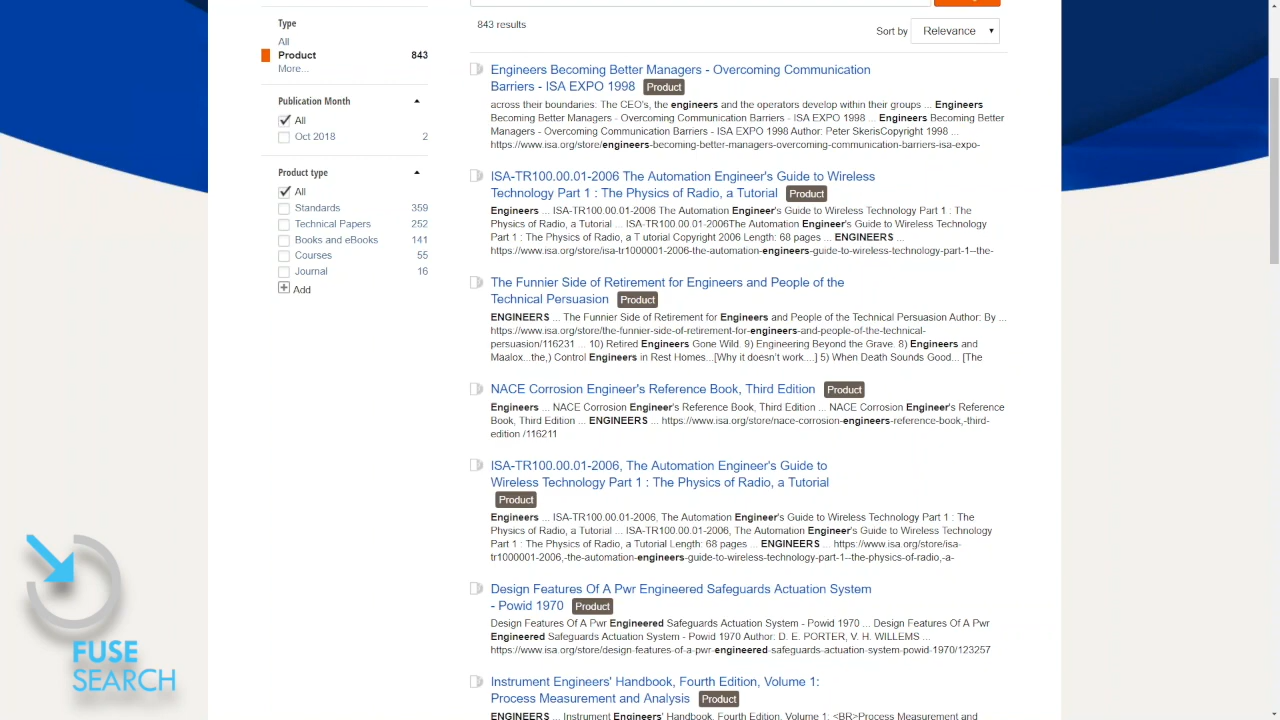 Type
All
Product 843
More...
Publication Month
All
Oct 2018 2
Product type
All
Standards 359
Technical Papers 252
Books and eBooks 141
Courses 55
Journal 16
Add
843 results
Sort by Relevance
Engineers Becoming Better Managers - Overcoming Communication
Barriers - ISA EXPO 1998 Product
across their boundaries. The CEO's, the engineers and the operators develop within their groups ... Engineers
Becoming Better Managers - Overcoming Communication Barriers - ISA EXPO 1998 ... Engineers Becoming Better
Managers - Overcoming Communication Barriers - ISA EXPO 1998 Author: Peter SkerisCopyright 1998 ...
https://www.isa.org/store/engineers-becoming-better-managers-overcoming-communication-barriers-isa-expo-
ISA-TR100.00.01-2006 The Automation Engineer's Guide to Wireless
Technology Part 1 : The Physics of Radio, a Tutorial Product
Engineers ... ISA-TR100.00.01-2006 The Automation Engineer's Guide to Wireless Technology Part 1 : The
Physics of Radio, a Tutorial ... ISA-TR100.00.01-2006The Automation Engineer's Guide to Wireless Technology
Part 1 : The Physics of Radio, a T utorial Copyright 2006 Length: 68 pages ... ENGINEERS ...
https://www.isa.org/store/isa-tr1000001-2006-the-automation-engineers-guide-to-wireless-technology-part-1--the-
The Funnier Side of Retirement for Engineers and People of the
Technical Persuasion Product
ENGINEERS ... The Funnier Side of Retirement for Engineers and People of the Technical Persuasion Author: By ...
https://www.isa.org/store/the-funnier-side-of-retirement-for-engineers-and-people-of-the-technical-
persuasion/116231 ... 10) Retired Engineers Gone Wild. 9) Engineering Beyond the Grave. 8) Engineers and
Maalox...the,) Control Engineers in Rest Homes...[Why it doesn't work....] 5) When Death Sounds Good... [The
NACE Corrosion Engineer's Reference Book, Third Edition Product
Engineers ... NACE Corrosion Engineer's Reference Book, Third Edition ... NACE Corrosion Engineer's Reference
Book, Third Edition ... ENGINEERS ... https://www.isa.org/store/nace-corrosion-engineers-reference-book,-third-
edition /116211
ISA-TR100.00.01-2006, The Automation Engineer's Guide to
Wireless Technology Part 1 : The Physics of Radio, a Tutorial
Product
Engineers ... ISA-TR100.00.01-2006, The Automation Engineer's Guide to Wireless Technology Part 1 : The
Physics of Radio, a Tutorial ... ISA-TR100.00.01-2006, The Automation Engineer's Guide to Wireless Technology
Part 1 : The Physics of Radio, a Tutorial Length: 68 pages ... ENGINEERS ... https://www.isa.org/store/isa-
tr1000001-2006,-the-automation-engineers-guide-to-wireless-technology-part-1--the-physics-of-radio,-a-
Design Features Of A Pwr Engineered Safeguards Actuation System
- Powid 1970 Product
Design Features Of A Pwr Engineered Safeguards Actuation System - Powid 1970 ... Design Features Of A Pwr
Engineered Safeguards Actuation System - Powid 1970 Author: D. E. PORTER, V. H. WILLEMS ...
https://www.isa.org/store/design-features-of-a-pwr-engineered-safeguards-actuation-system-powid-1970/123257
Instrument Engineers' Handbook, Fourth Edition, Volume 1:
Process Measurement and Analysis Product
ENGINEERS ... Instrument Engineers' Handbook, Fourth Edition, Volume 1: <BR>Process Measurement and
FUSE
SEARCH